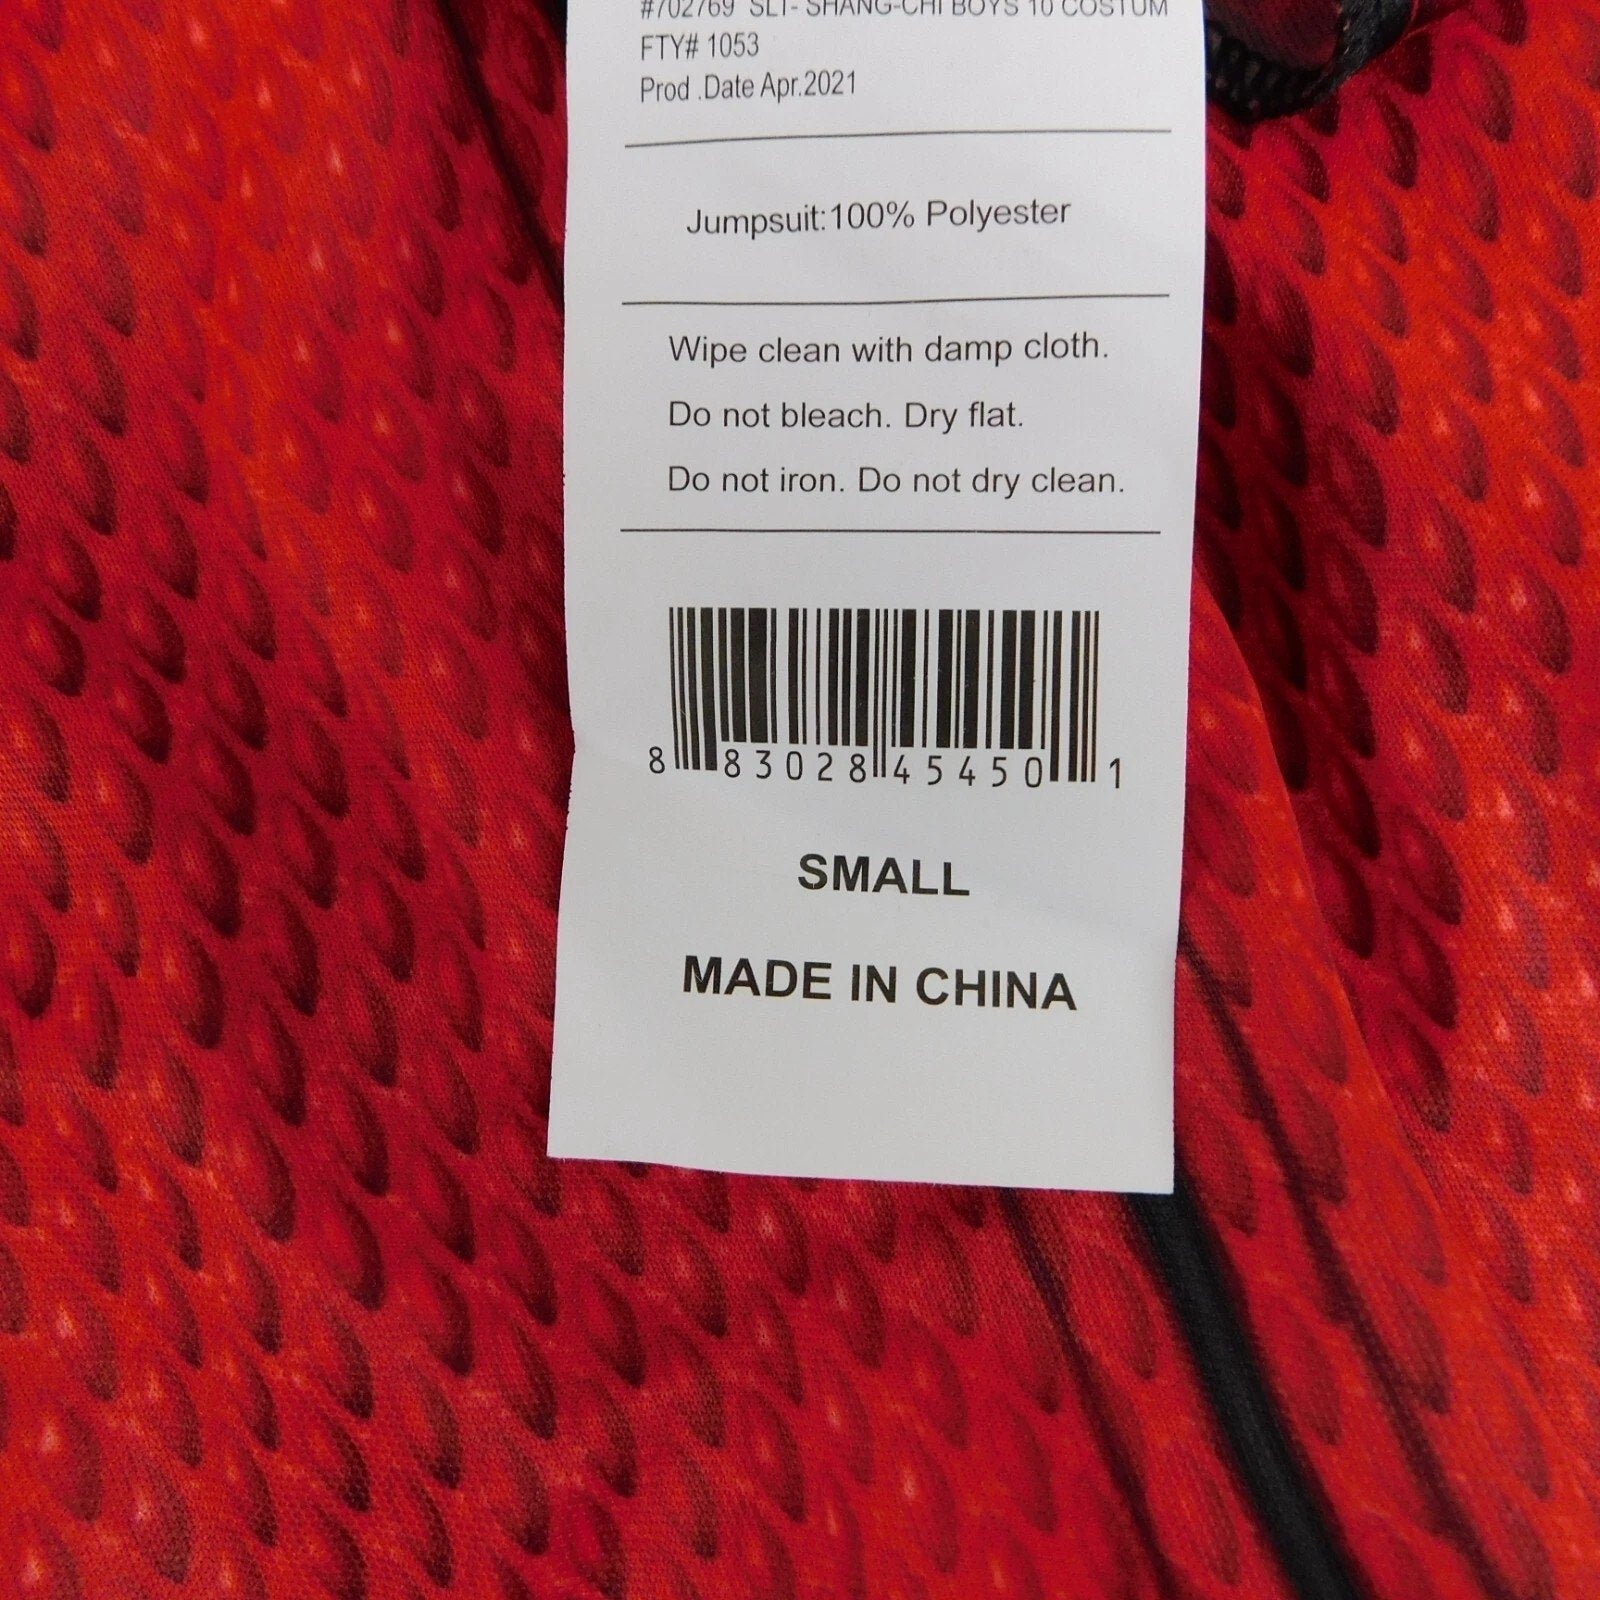 #702769 SLT- SHANG-CHI BOYS 10 COSTUM
FTY# 1053
Prod .Date Apr.2021
Jumpsuit:100% Polyester
Wipe clean with damp cloth.
Do not bleach. Dry flat.
Do not iron. Do not dry clean.
8 83028 45450 1
SMALL
MADE IN CHINA